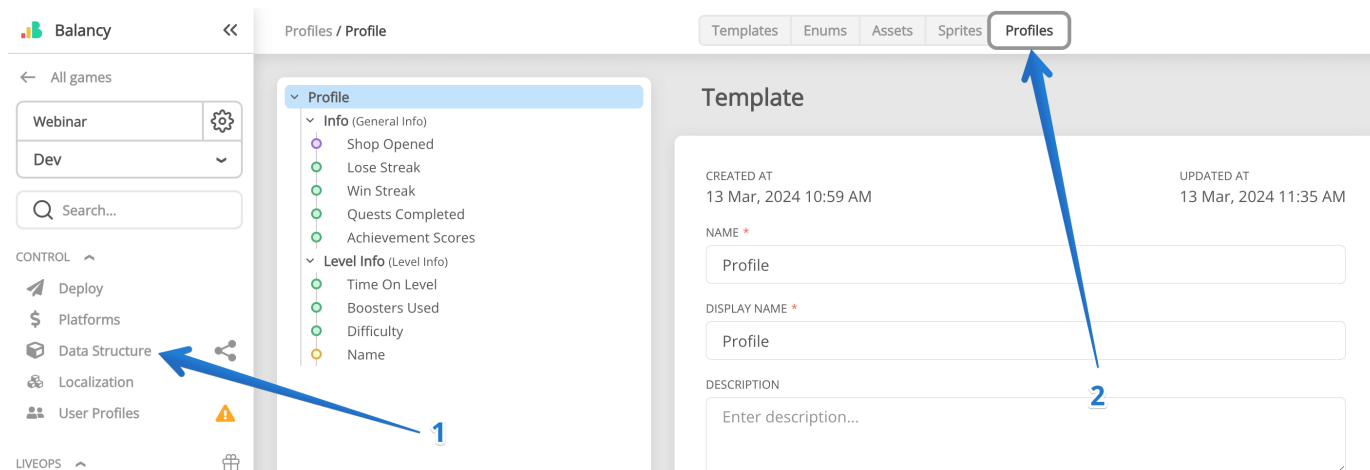 Balancy
All games
Webinar
Dev
Search...
CONTROL
Deploy
Platforms
Data Structure
Localization
User Profiles
LIVEOPS
Profiles / Profile
Templates
Enums
Assets
Sprites
Profiles
Profile
Info (General Info)
Shop Opened
Lose Streak
Win Streak
Quests Completed
Achievement Scores
Level Info (Level Info)
Time On Level
Boosters Used
Difficulty
Name
Template
CREATED AT
13 Mar, 2024 10:59 AM
UPDATED AT
13 Mar, 2024 11:35 AM
NAME *
Profile
DISPLAY NAME *
Profile
DESCRIPTION
Enter description...
1
2